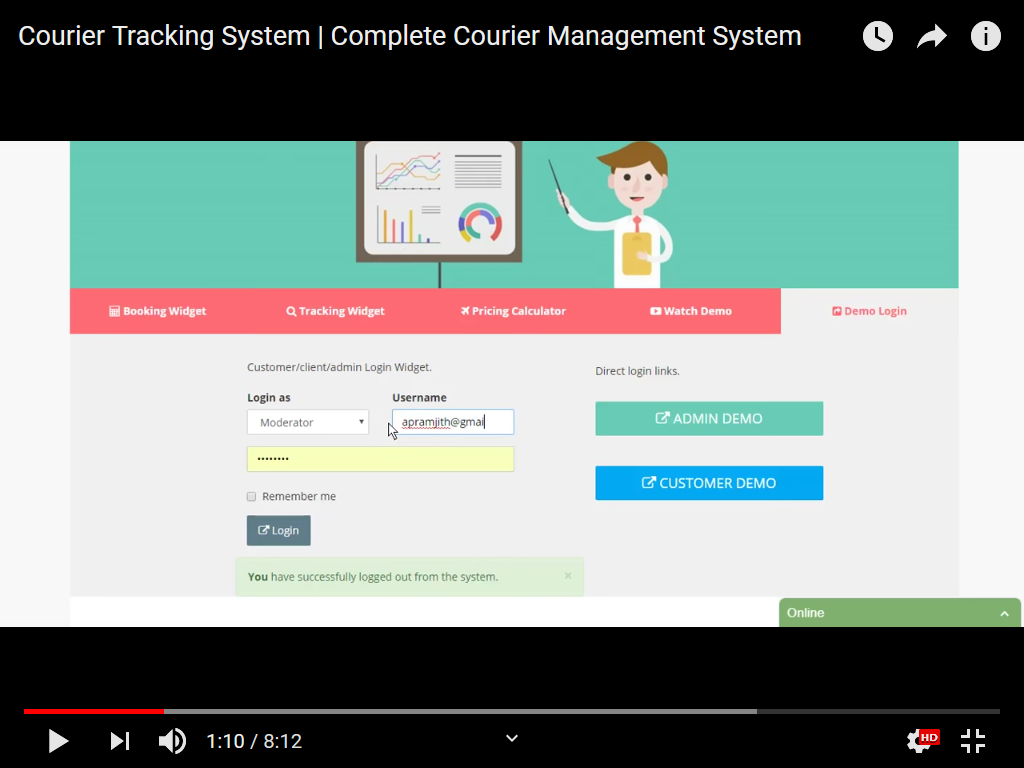 Courier Tracking System | Complete Courier Management System
Booking Widget
Tracking Widget
Pricing Calculator
Watch Demo
Demo Login
Customer/client/admin Login Widget.
Direct login links.
Login as
Username
Moderator
apramjith@gmai
ADMIN DEMO
CUSTOMER DEMO
Remember me
Login
You have successfully logged out from the system.
×
Online
1:10 / 8:12
HD